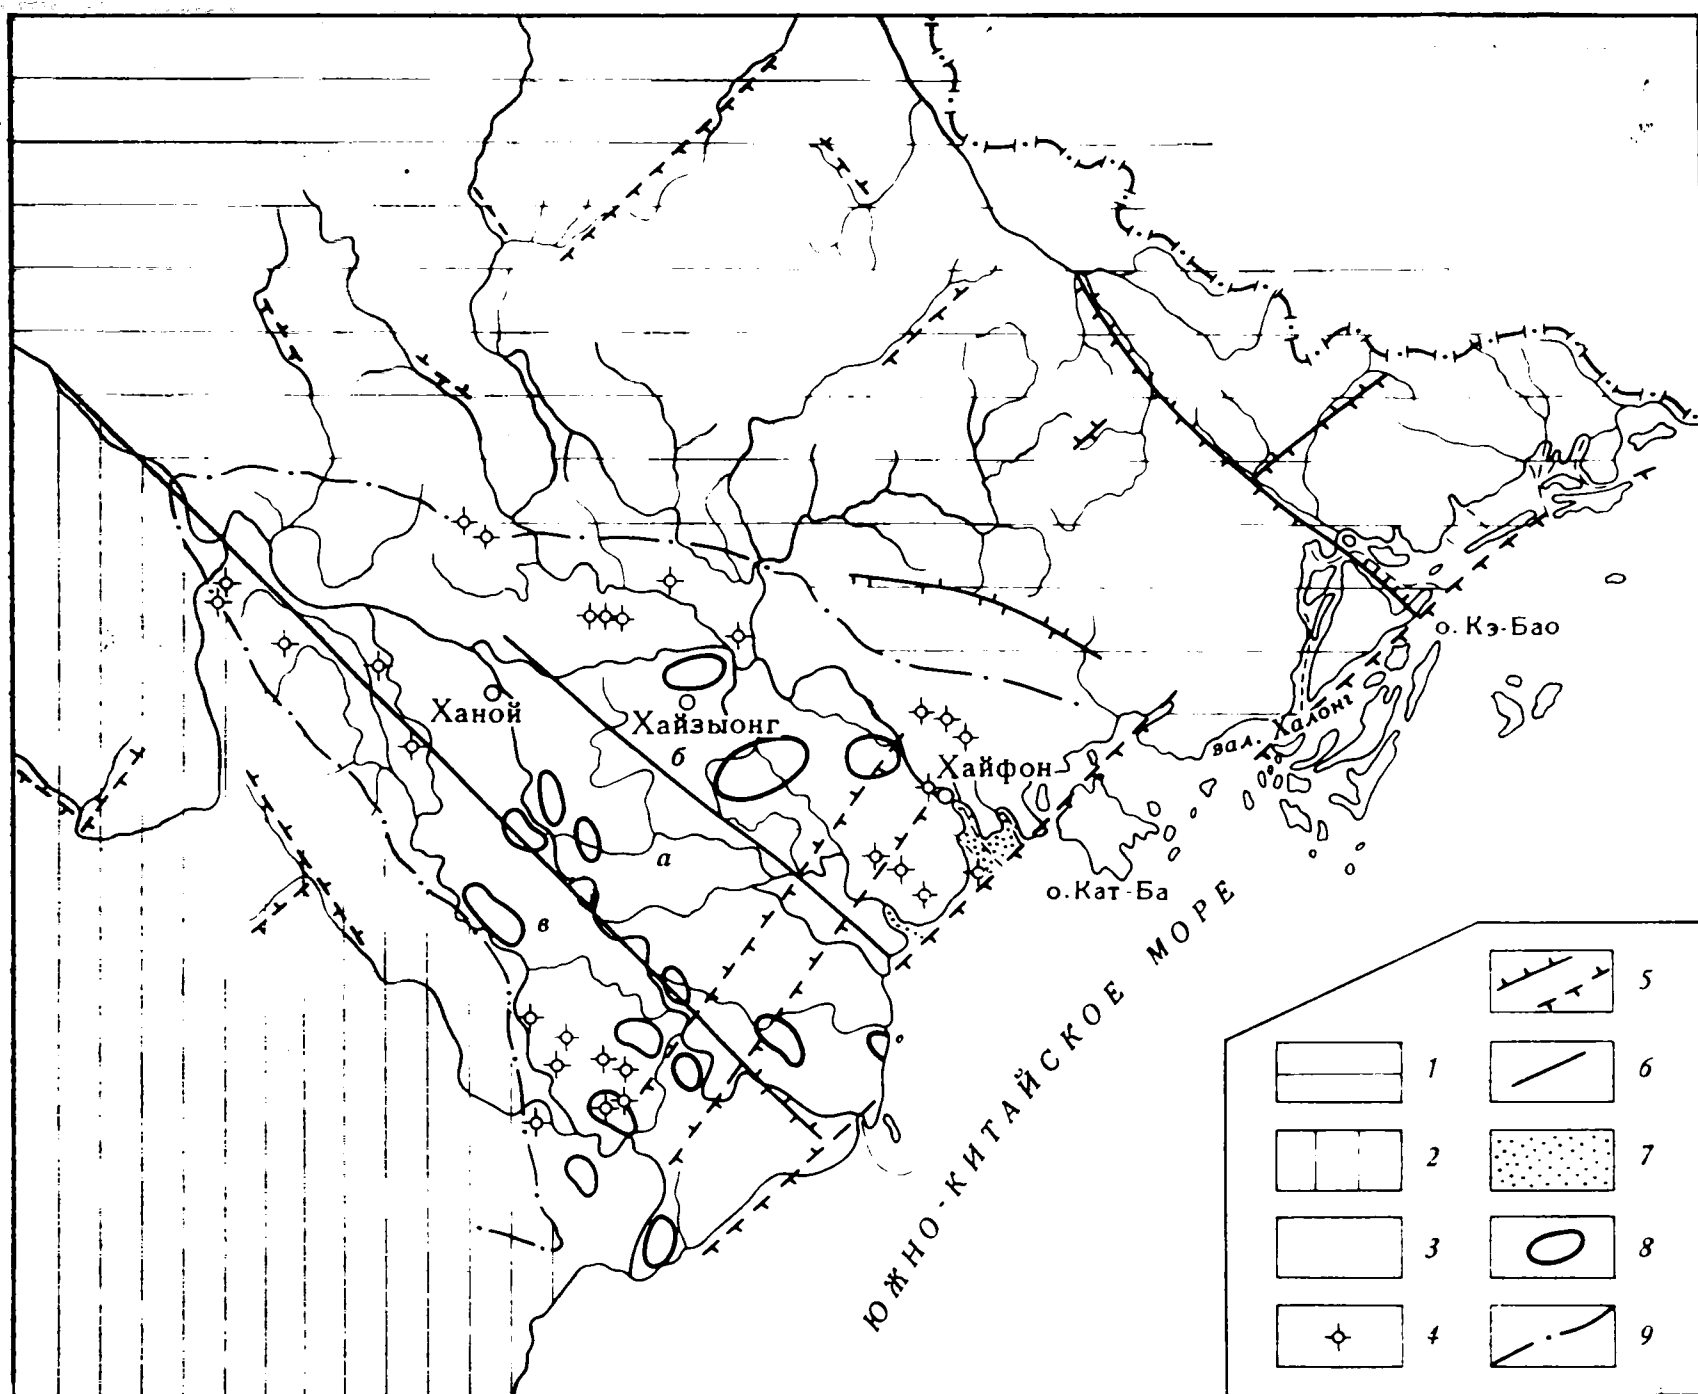 о. Кэ-Бао
Ханой
Хайзыонг
б
вал. Халонг
Хайфон
а
о. Кат-Ба
в
ЮЖНО-КИТАЙСКОЕ МОРЕ
1
2
3
4
5
6
7
8
9